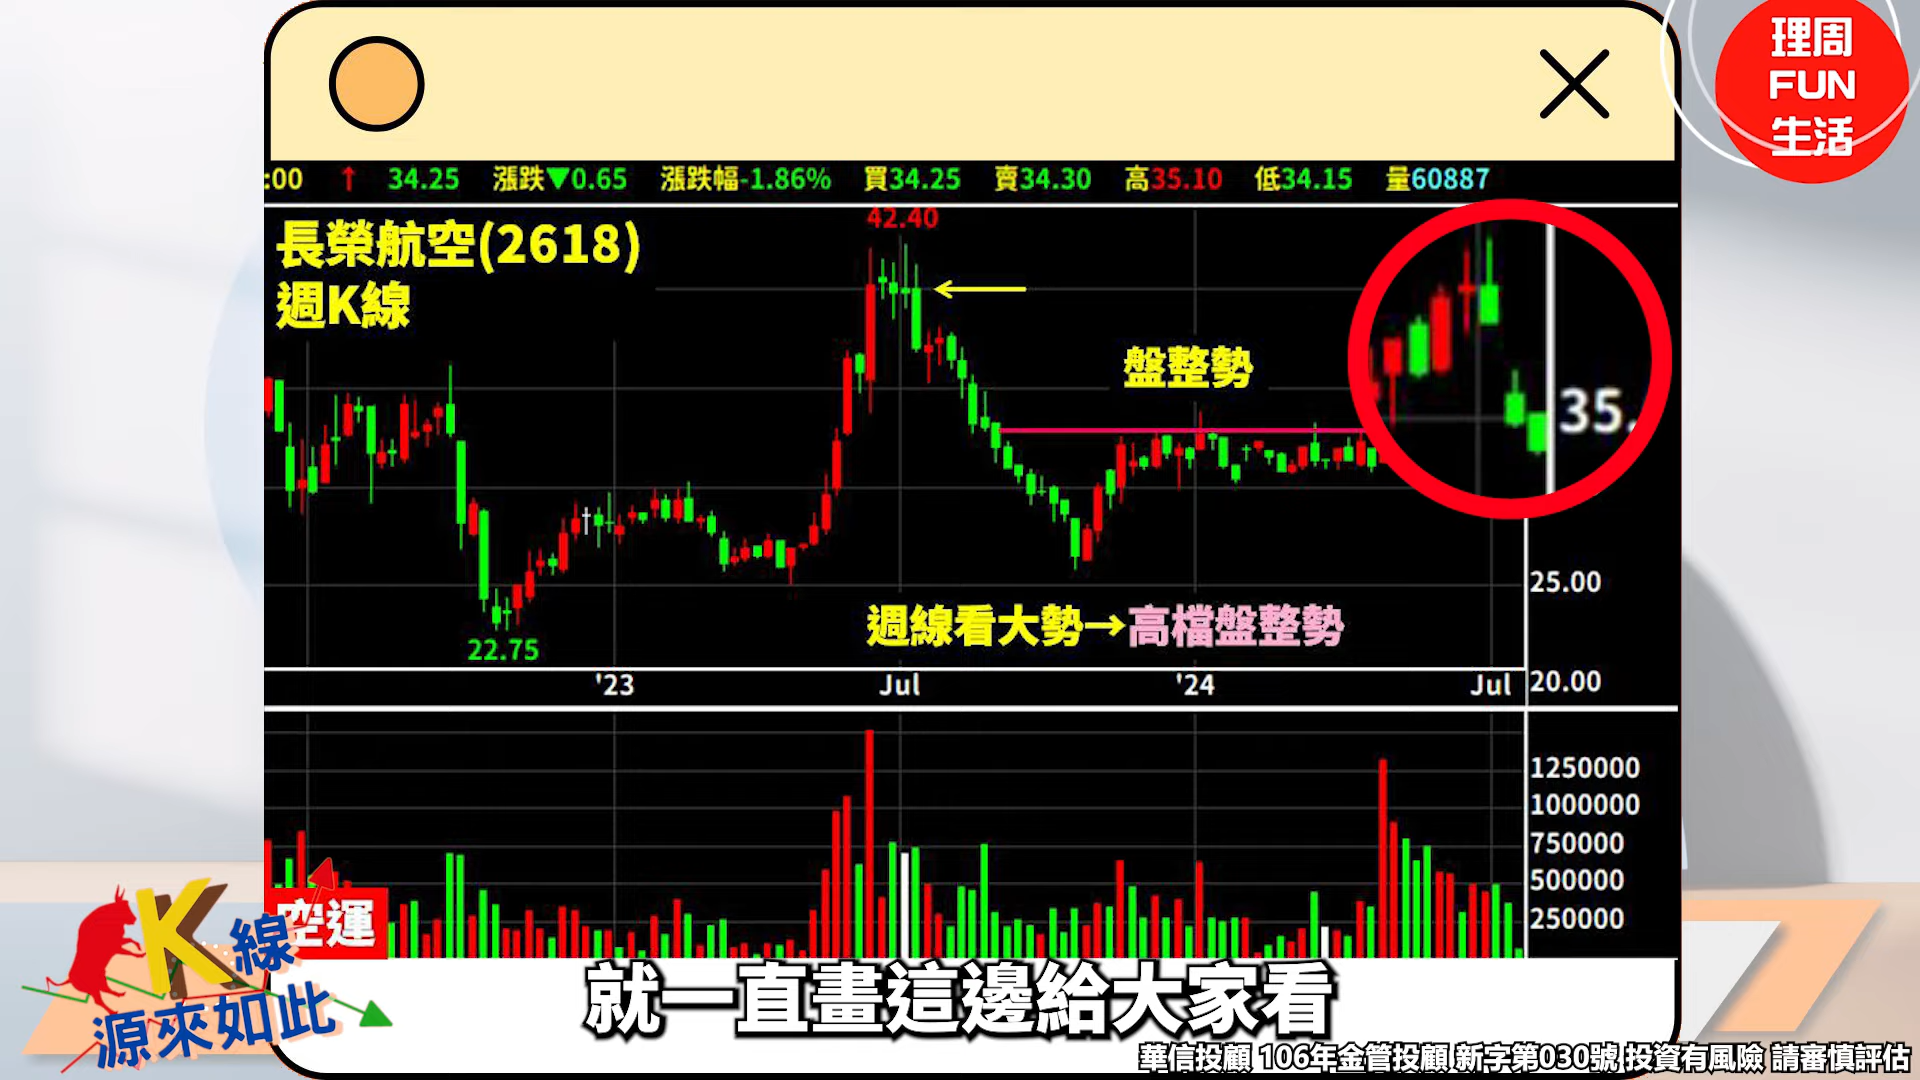 理周
FUN
生活
:00 ↑ 34.25 漲跌▼0.65 漲跌幅-1.86% 買34.25 賣34.30 高35.10 低34.15 量60887
長榮航空(2618)
週K線
42.40
盤整勢
35.
25.00
週線看大勢→高檔盤整勢
22.75
20.00
'23 Jul '24 Jul
1250000
1000000
750000
500000
250000
空運
K線
源來如此
就一直畫這邊給大家看
華信投顧 106年金管投顧 新字第030號 投資有風險 請審慎評估